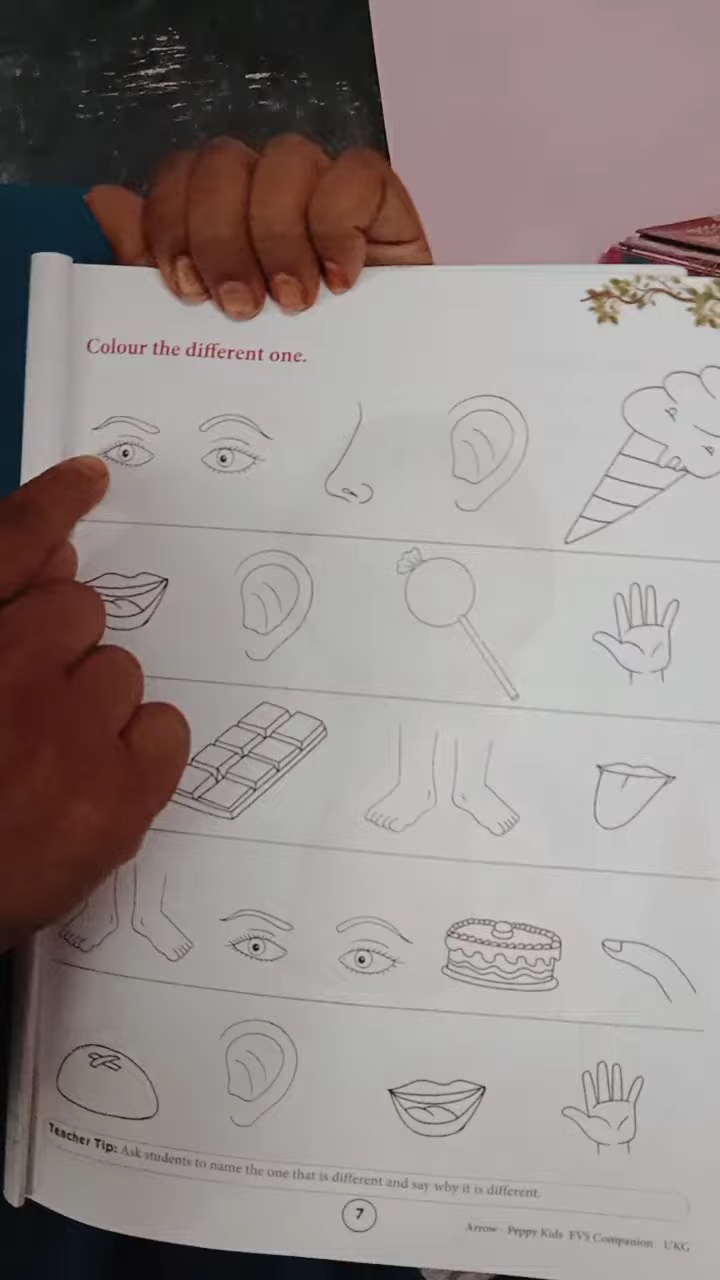 Colour the different one.
Teacher Tip: Ask students to name the one that is different and say why it is different.
7
Arrow - Peppy Kids EVS Companion UKG